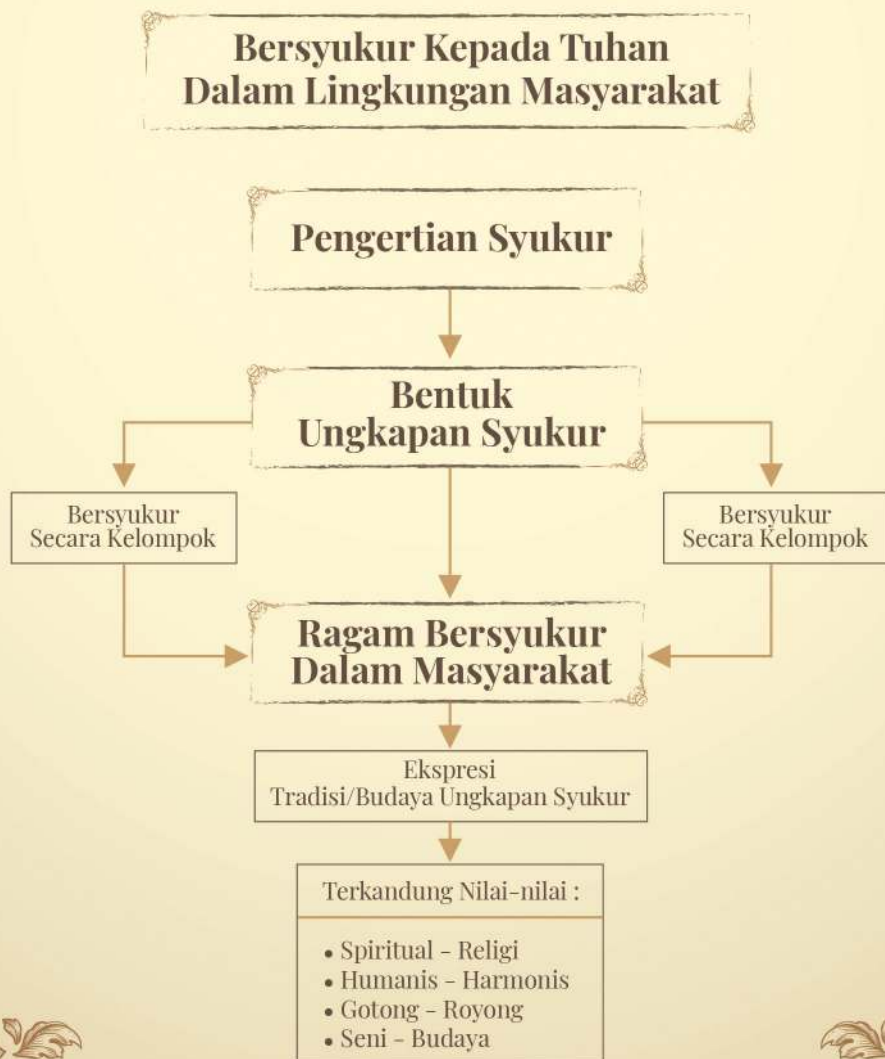 Bersyukur Kepada Tuhan
Dalam Lingkungan Masyarakat
Pengertian Syukur
Bentuk
Ungkapan Syukur
Bersyukur
Secara Kelompok
Bersyukur
Secara Kelompok
Ragam Bersyukur
Dalam Masyarakat
Ekspresi
Tradisi/Budaya Ungkapan Syukur
Terkandung Nilai-nilai :
• Spiritual - Religi
• Humanis - Harmonis
• Gotong - Royong
• Seni - Budaya